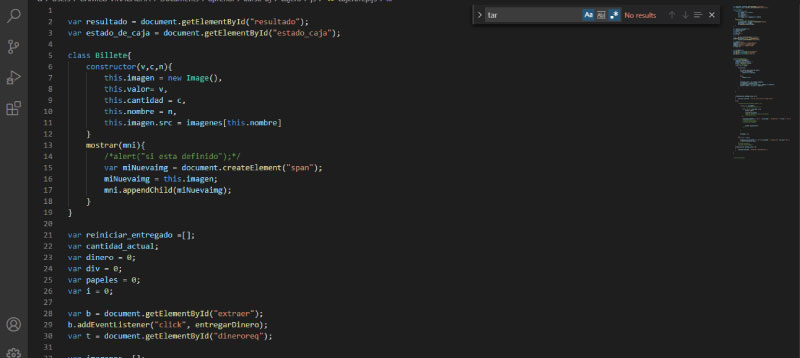 tar
Aa
ab
No results
1
2 var resultado = document.getElementById("resultado");
3 var estado_de_caja = document.getElementById("estado_caja");
4
5 class Billete{
6 constructor(v,c,n){
7 this.imagen = new Image(),
8 this.valor= v,
9 this.cantidad = c,
10 this.nombre = n,
11 this.imagen.src = imagenes[this.nombre]
12 }
13 mostrar(mni){
14 /*alert("si esta definido");*/
15 var miNuevaimg = document.createElement("span");
16 miNuevaimg = this.imagen;
17 mni.appendChild(miNuevaimg);
18 }
19 }
20
21 var reiniciar_entregado =[];
22 var cantidad_actual;
23 var dinero = 0;
24 var div = 0;
25 var papeles = 0;
26 var i = 0;
27
28 var b = document.getElementById("extraer");
29 b.addEventListener("click", entregarDinero);
30 var t = document.getElementById("dineroreq");
31